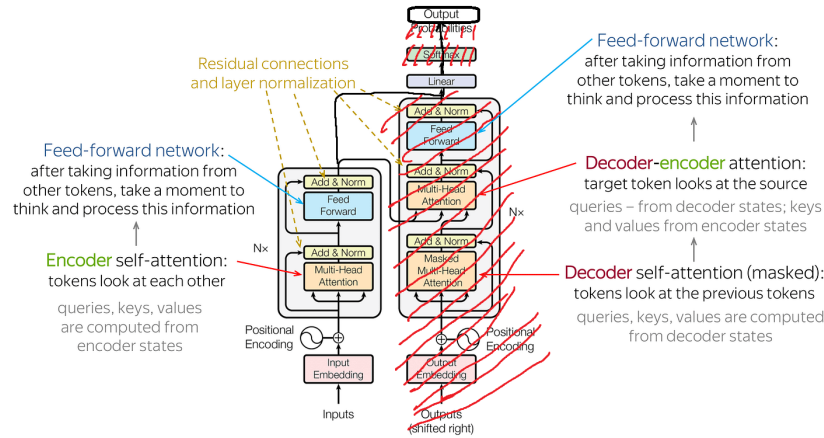 Output
Probabilities
Softmax
Linear
Residual connections
and layer normalization
Feed-forward network:
after taking information from
other tokens, take a moment to
think and process this information
Add & Norm
Feed
Forward
Add & Norm
Multi-Head
Attention
Decoder-encoder attention:
target token looks at the source
queries – from decoder states; keys
and values from encoder states
Nx
Feed-forward network:
after taking information from
other tokens, take a moment to
think and process this information
Add & Norm
Feed
Forward
Nx
Encoder self-attention:
tokens look at each other
queries, keys, values
are computed from
encoder states
Add & Norm
Multi-Head
Attention
Add & Norm
Masked
Multi-Head
Attention
Decoder self-attention (masked):
tokens look at the previous tokens
queries, keys, values are computed
from decoder states
Positional
Encoding
Positional
Encoding
Input
Embedding
Output
Embedding
Inputs
Outputs
(shifted right)